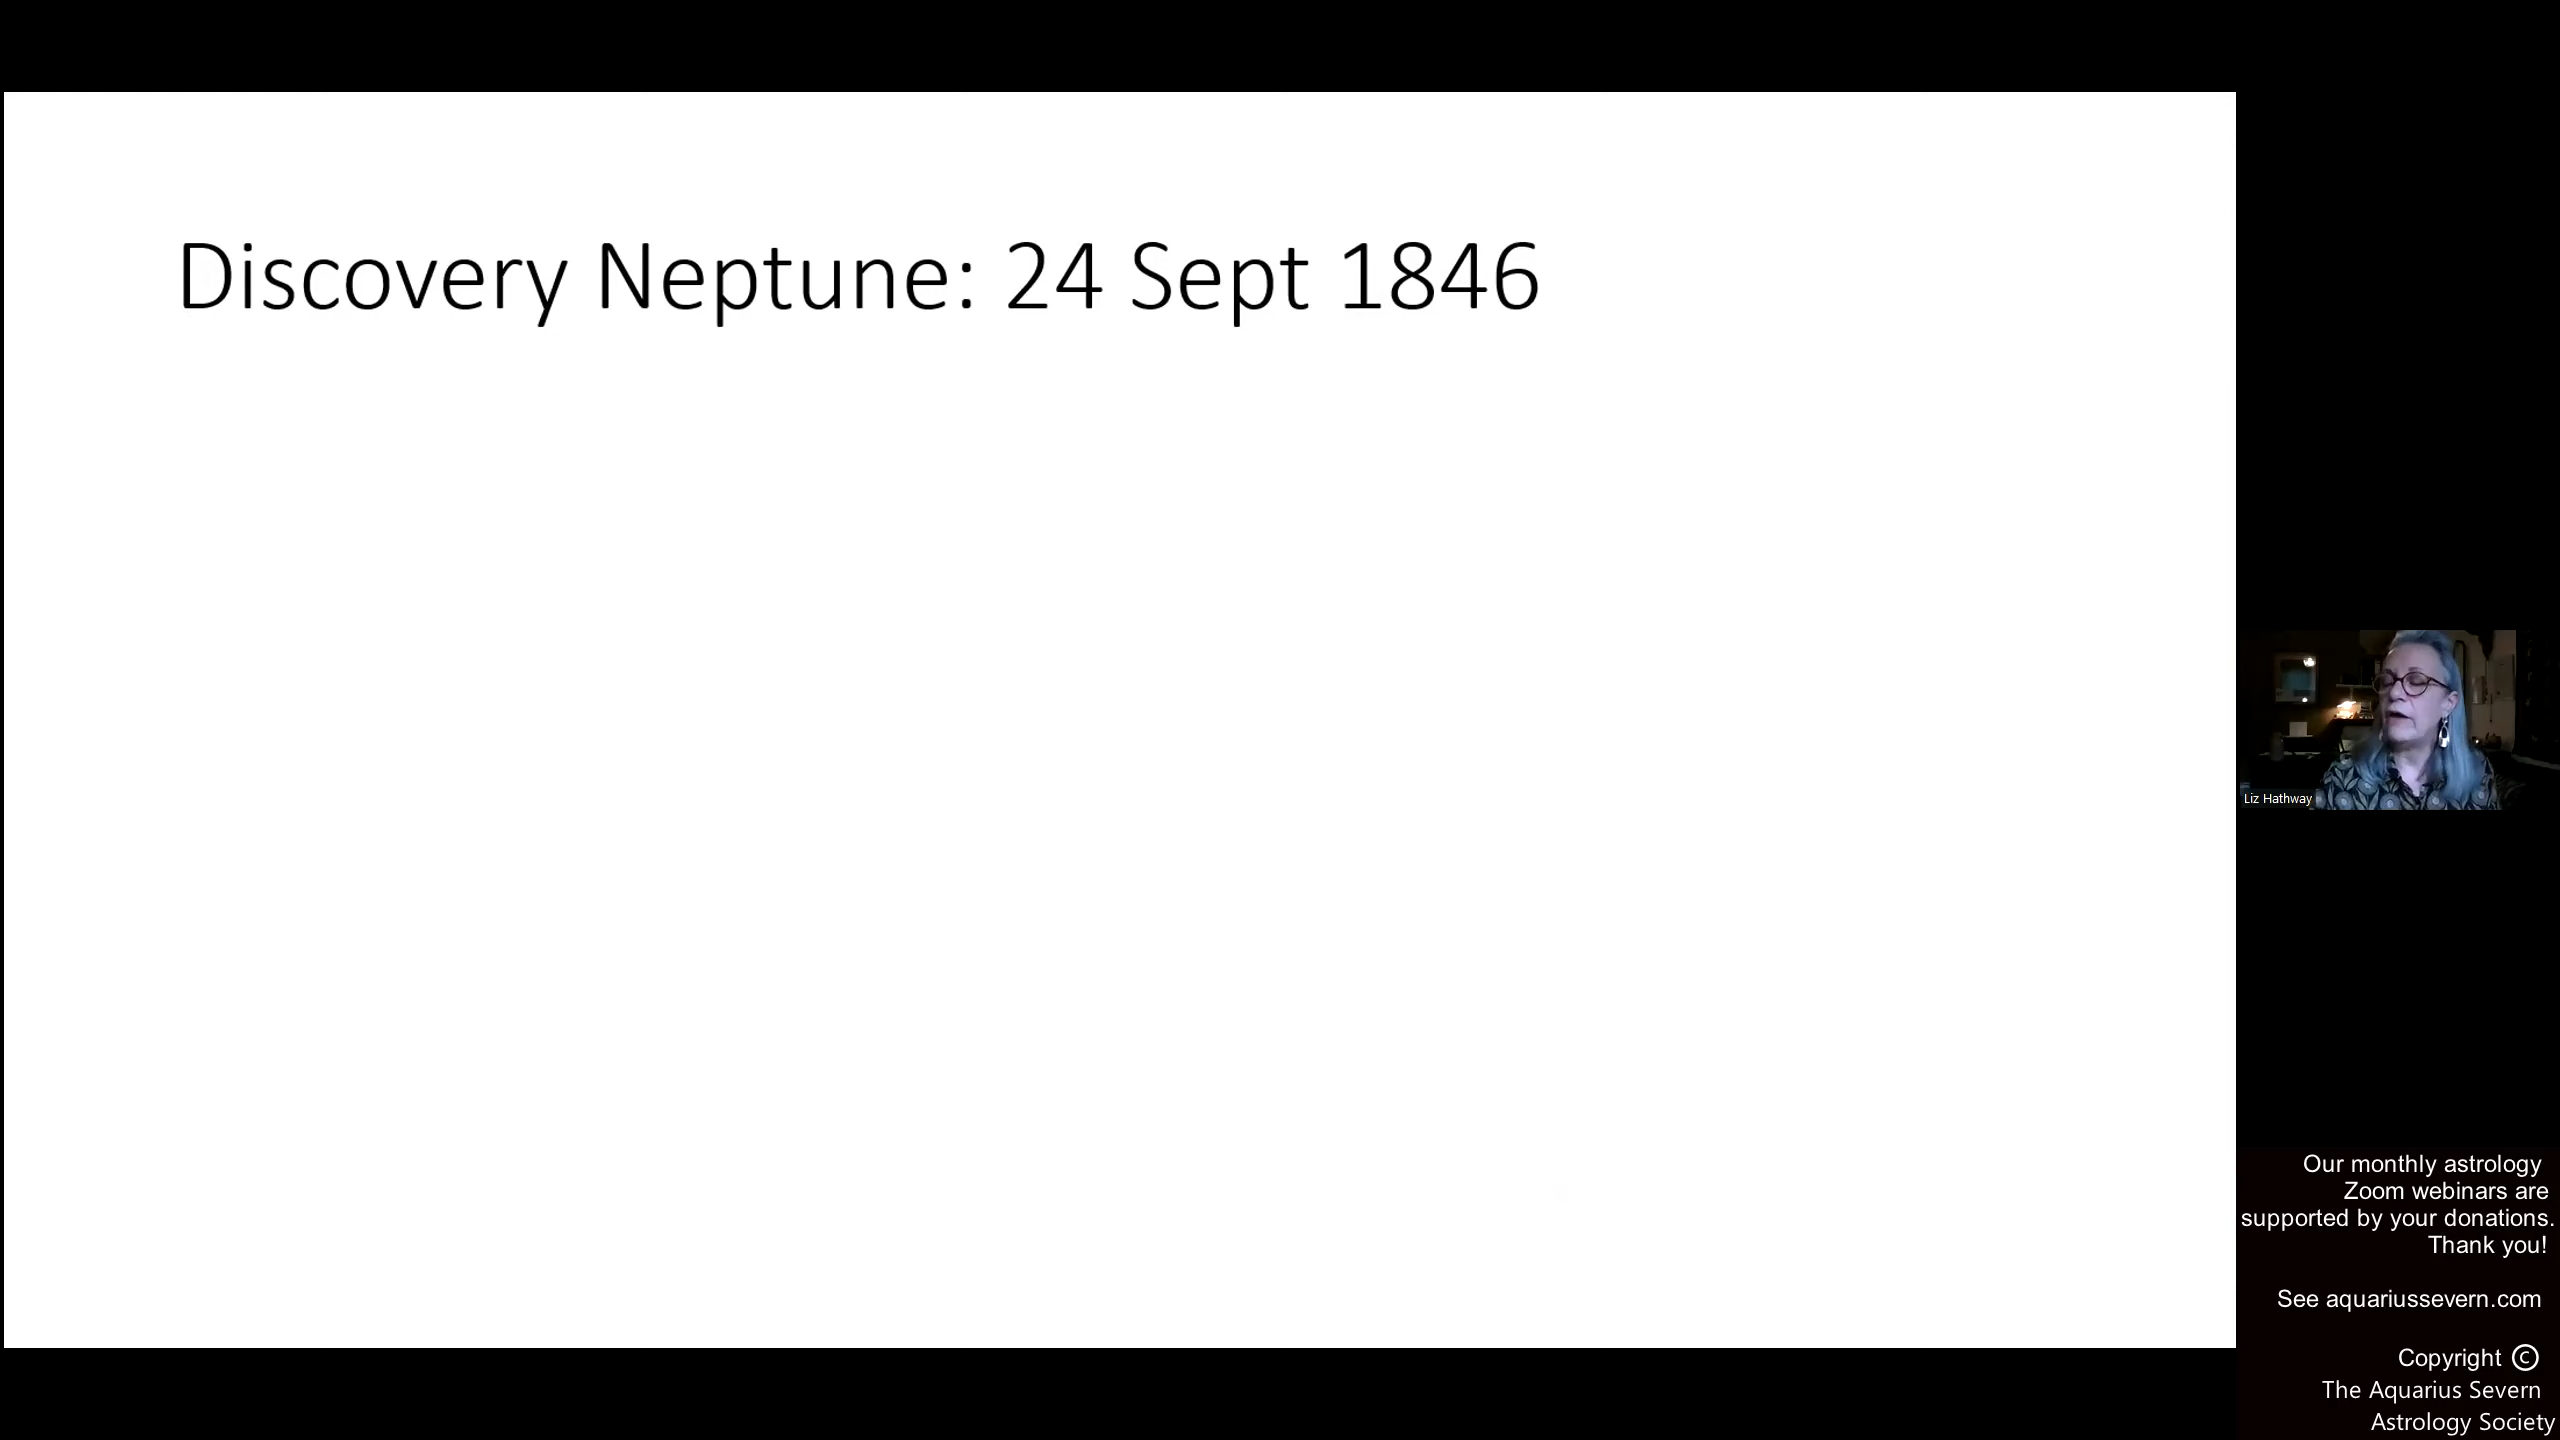 Discovery Neptune: 24 Sept 1846
Liz Hathway
Our monthly astrology
Zoom webinars are
supported by your donations.
Thank you!
See aquariussevern.com
Copyright ©
The Aquarius Severn
Astrology Society